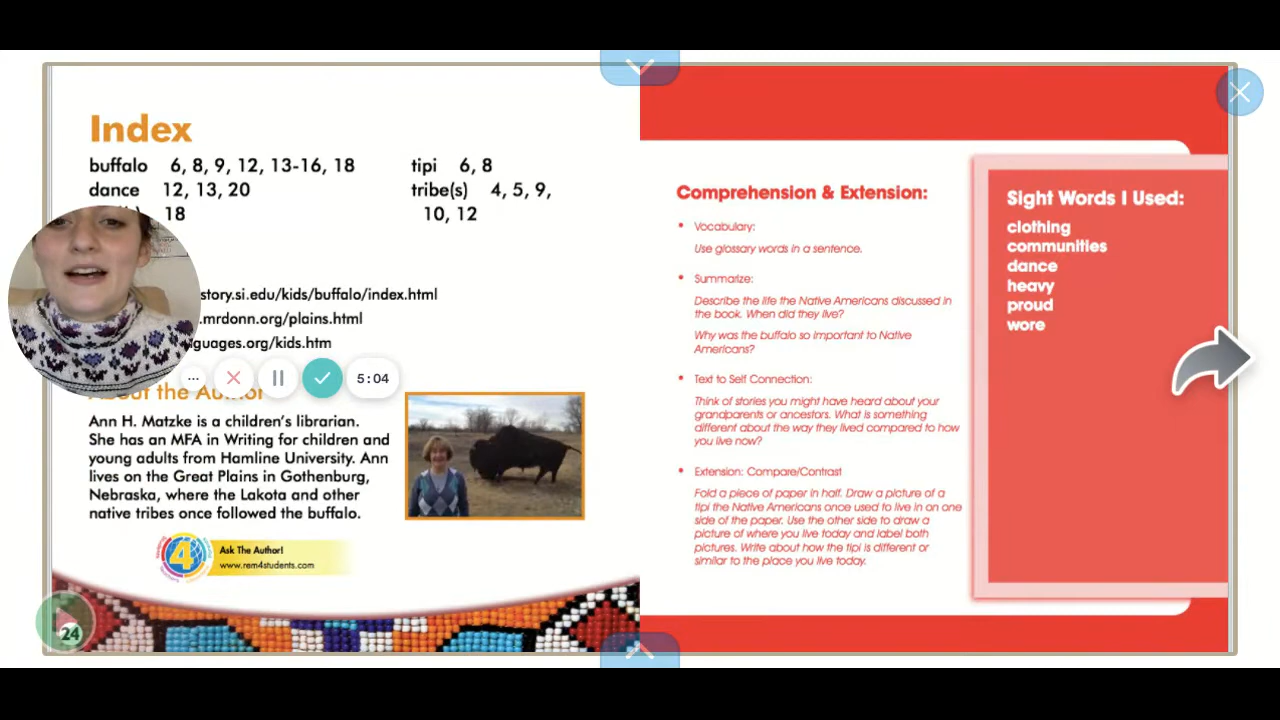 Index
buffalo 6, 8, 9, 12, 13-16, 18
dance 12, 13, 20
18
tipi 6, 8
tribe(s) 4, 5, 9,
10, 12
story.si.edu/kids/buffalo/index.html
.mrdonn.org/plains.html
guages.org/kids.htm
5:04
About the Author
Ann H. Matzke is a children's librarian.
She has an MFA in Writing for children and
young adults from Hamline University. Ann
lives on the Great Plains in Gothenburg,
Nebraska, where the Lakota and other
native tribes once followed the buffalo.
4
Ask The Author!
www.rem4students.com
24
Comprehension & Extension:
• Vocabulary:
Use glossary words in a sentence.
• Summarize:
Describe the life the Native Americans discussed in
the book. When did they live?
Why was the buffalo so important to Native
Americans?
• Text to Self Connection:
Think of stories you might have heard about your
grandparents or ancestors. What is something
different about the way they lived compared to how
you live now?
• Extension: Compare/Contrast
Fold a piece of paper in half. Draw a picture of a
tipi the Native Americans once used to live in on one
side of the paper. Use the other side to draw a
picture of where you live today and label both
pictures. Write about how the tipi is different or
similar to the place you live today.
Sight Words I Used:
clothing
communities
dance
heavy
proud
wore